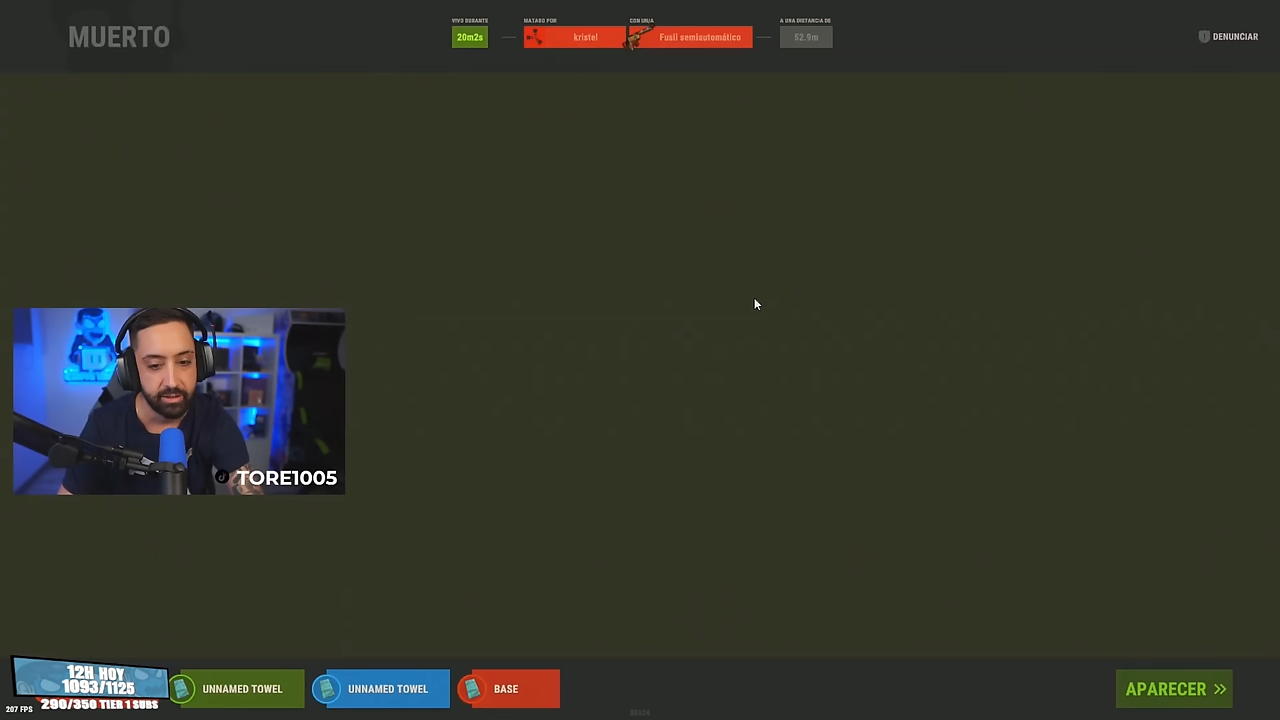 MUERTO
VIVO DURANTE
20m2s
MATADO POR
kristel
CON UN/A
Fusil semiautomático
A UNA DISTANCIA DE
52.9m
DENUNCIAR
TORE1005
12H HOY
1093/1125
290/350 TIER 1 SUBS
207 FPS
UNNAMED TOWEL
UNNAMED TOWEL
BASE
APARECER